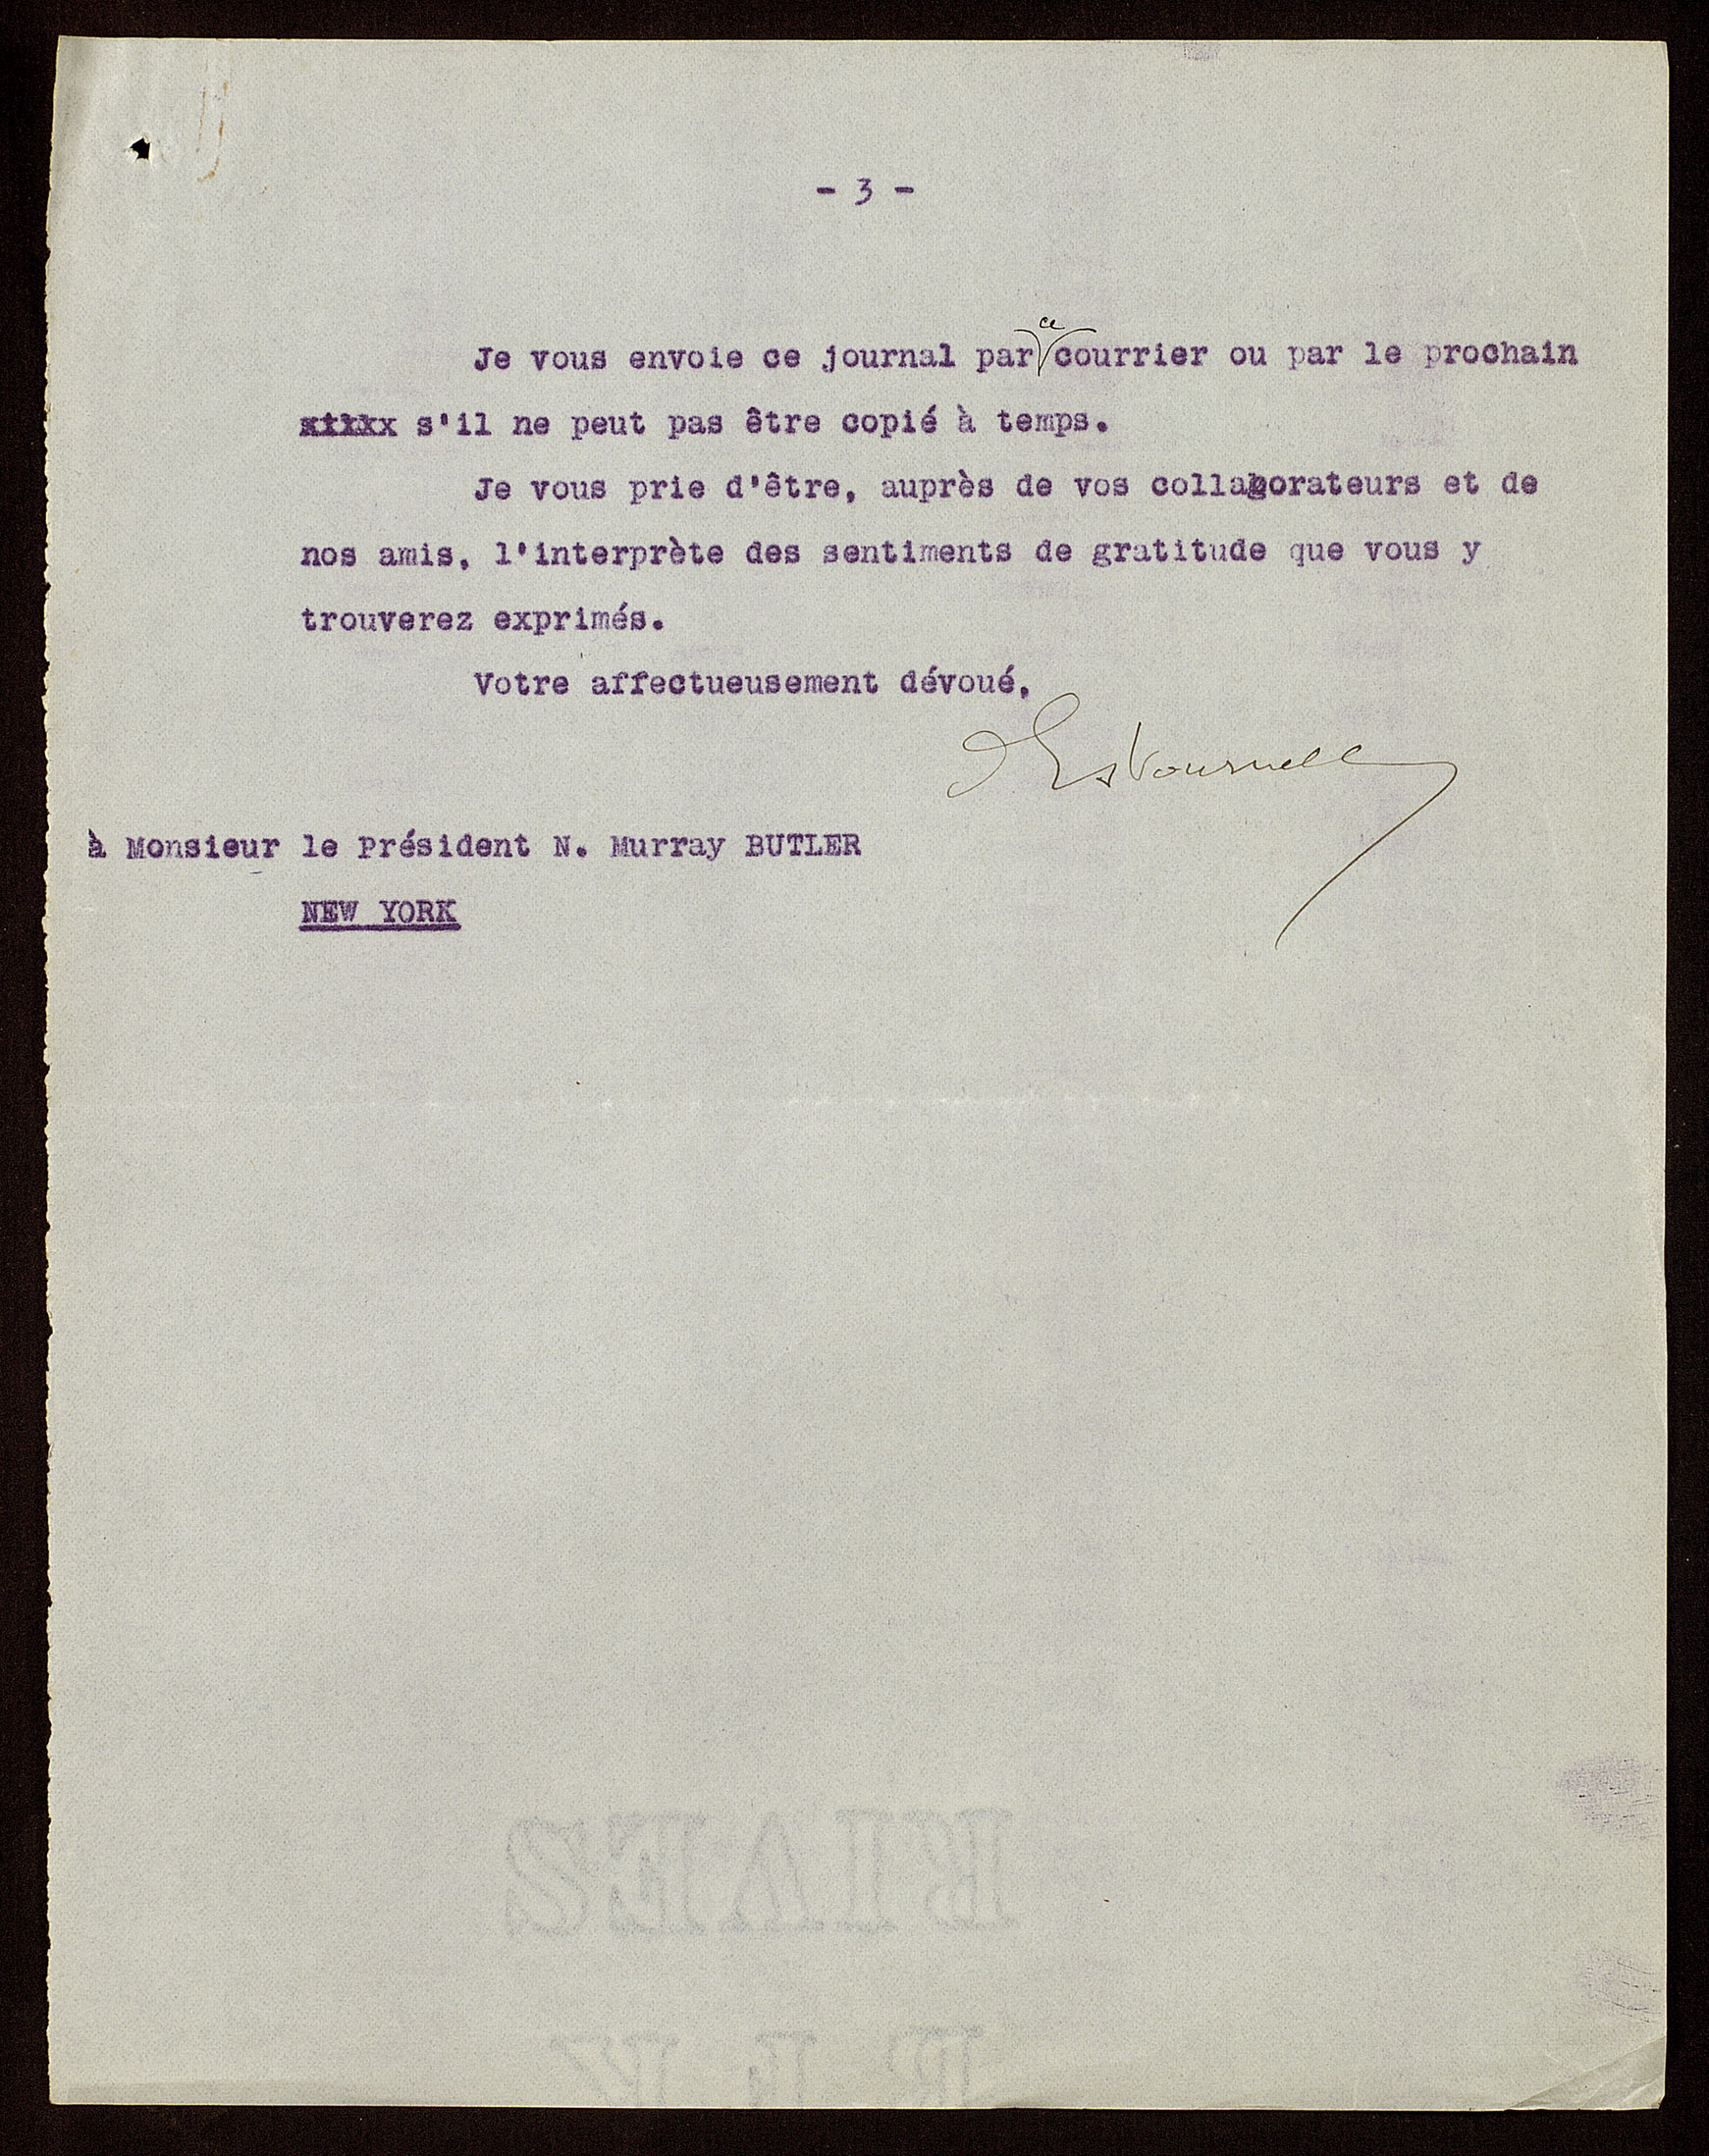 - 3 -
ce
Je vous envoie ce journal par courrier ou par le prochain
s'il ne peut pas être copié à temps.
Je vous prie d'être, auprès de vos collaborateurs et de
nos amis, l'interprète des sentiments de gratitude que vous y
trouverez exprimés.
Votre affectueusement dévoué,
d'Estournelles
à Monsieur le Président N. Murray BUTLER
NEW YORK